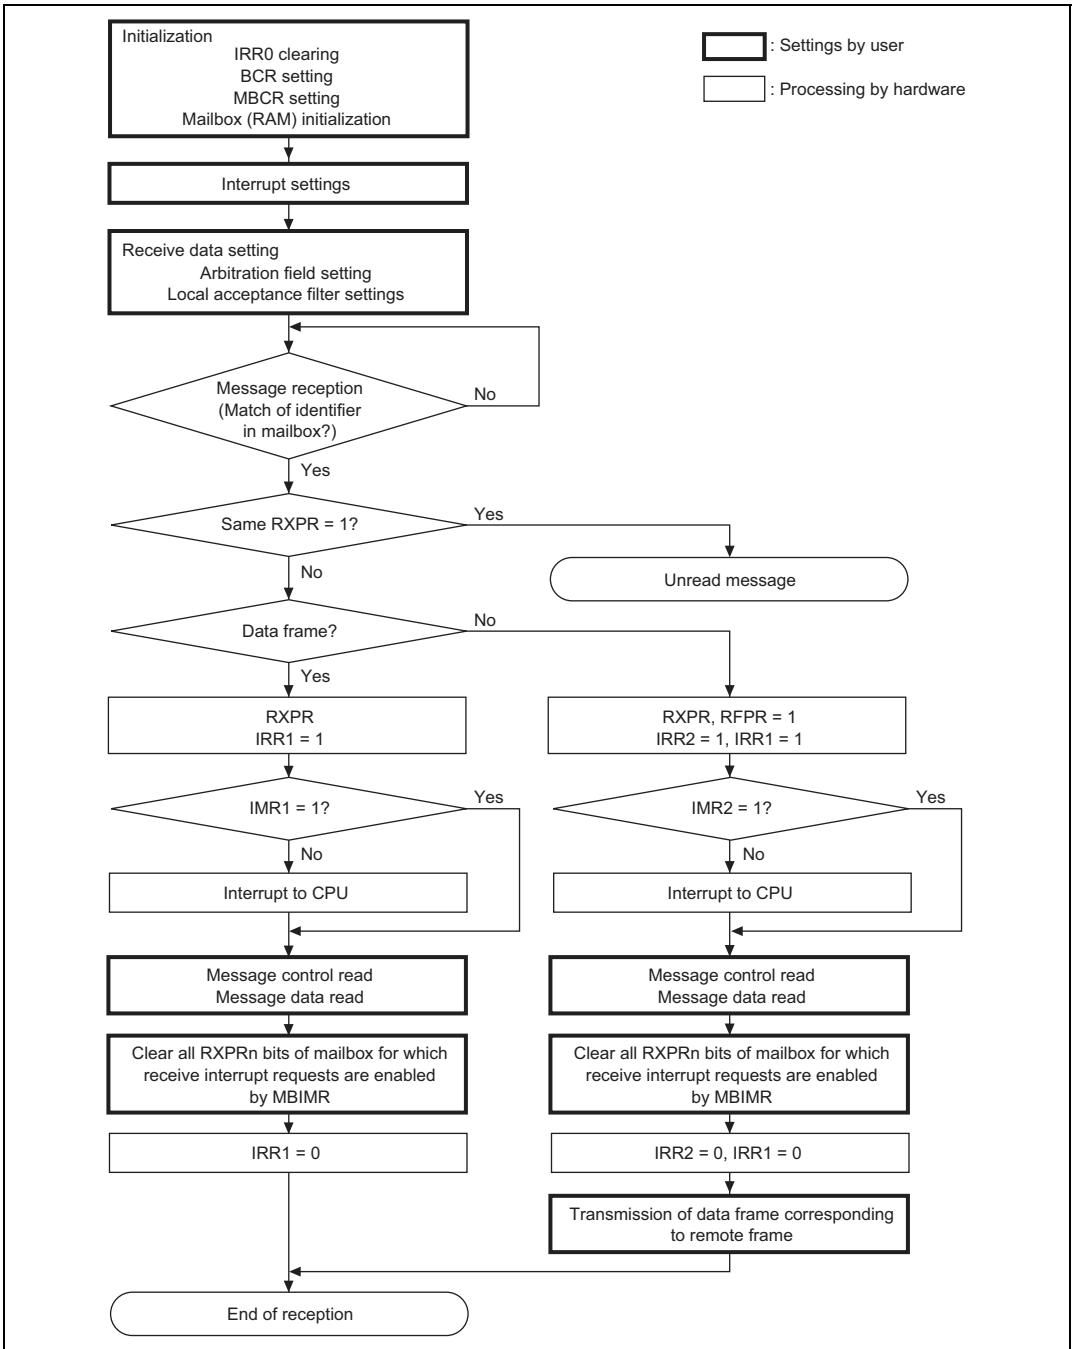 Initialization
IRR0 clearing
BCR setting
MBCR setting
Mailbox (RAM) initialization
: Settings by user
: Processing by hardware
Interrupt settings
Receive data setting
Arbitration field setting
Local acceptance filter settings
Message reception
(Match of identifier
in mailbox?)
No
Yes
Same RXPR = 1?
Yes
No
Unread message
Data frame?
No
Yes
RXPR
IRR1 = 1
RXPR, RFPR = 1
IRR2 = 1, IRR1 = 1
IMR1 = 1?
Yes
No
IMR2 = 1?
Yes
No
Interrupt to CPU
Interrupt to CPU
Message control read
Message data read
Message control read
Message data read
Clear all RXPRn bits of mailbox for which
receive interrupt requests are enabled
by MBIMR
Clear all RXPRn bits of mailbox for which
receive interrupt requests are enabled
by MBIMR
IRR1 = 0
IRR2 = 0, IRR1 = 0
Transmission of data frame corresponding
to remote frame
End of reception